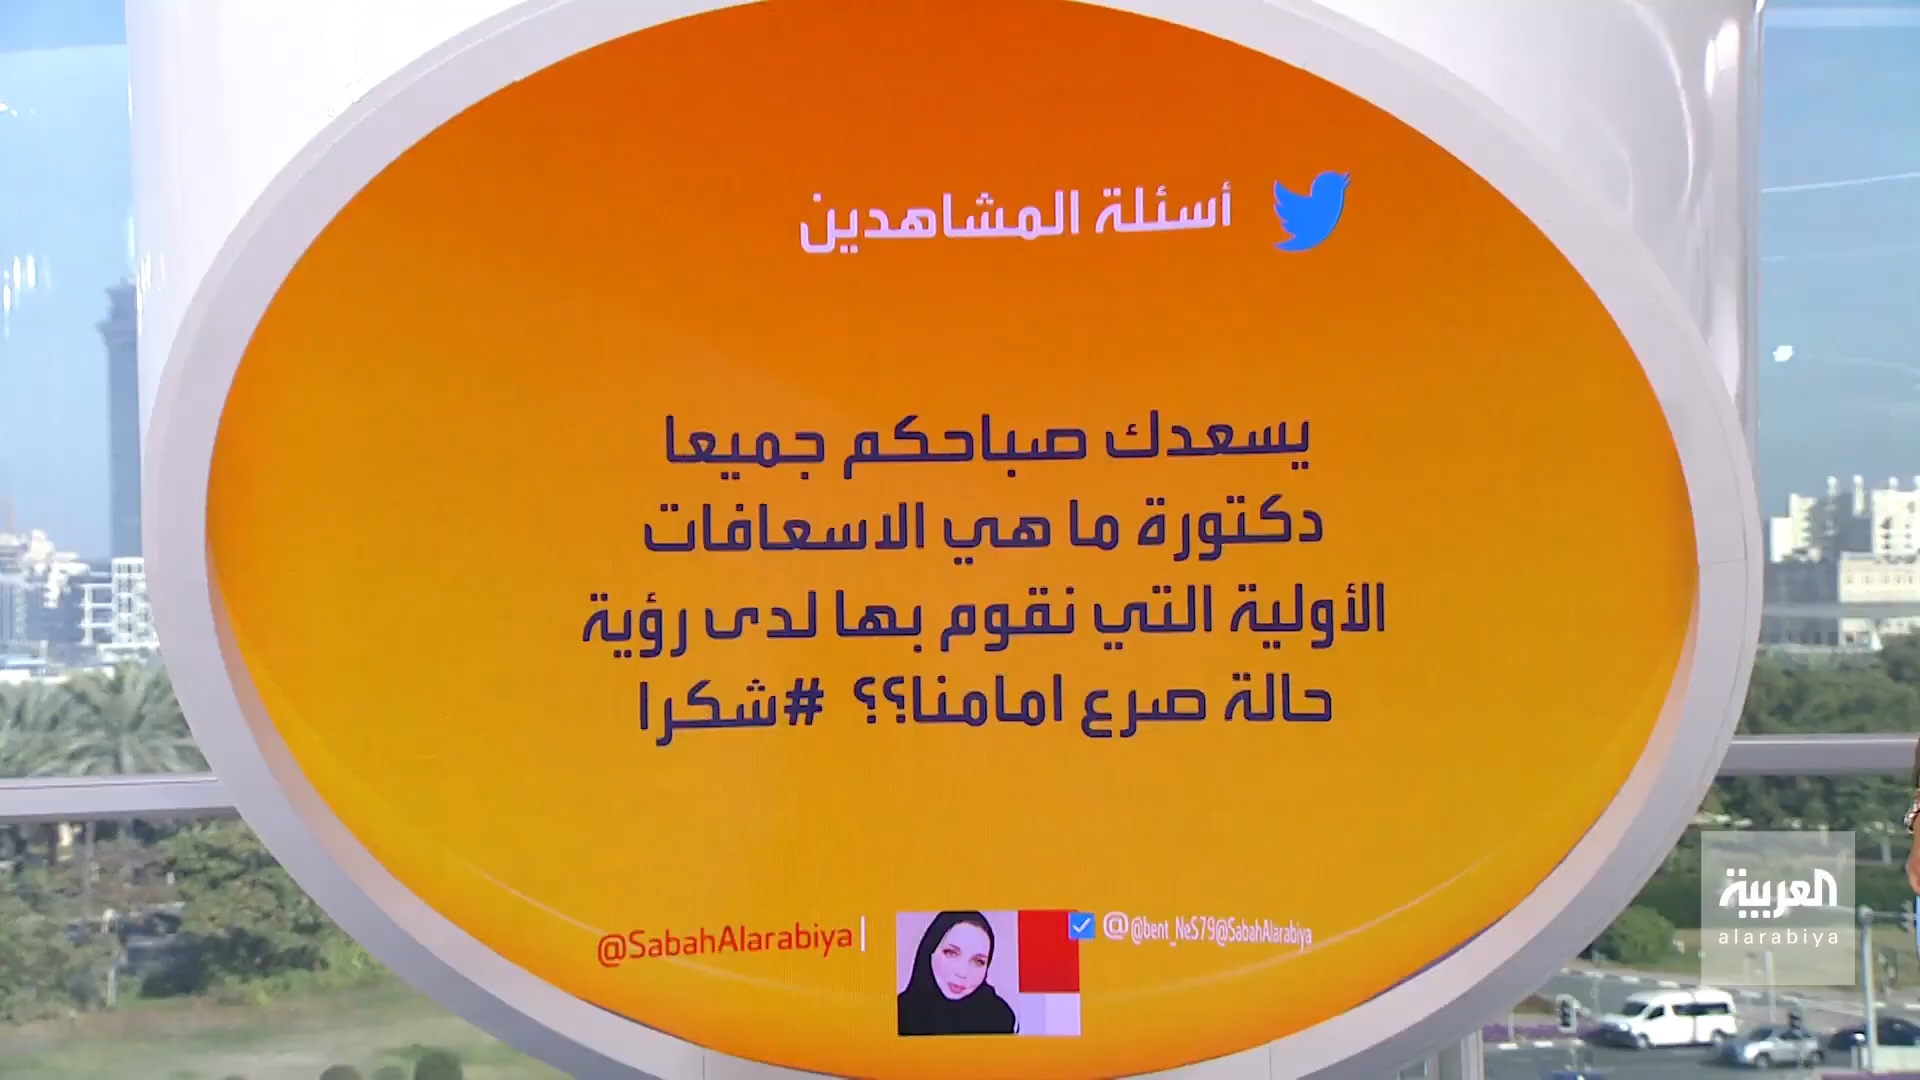 أسئلة المشاهدين
يسعدك صباحكم جميعا
دكتورة ما هي الاسعافات
الأولية التي نقوم بها لدى رؤية
حالة صرع امامنا؟؟ #شكرا
@SabahAlarabiya
@@bent_NeS79@SabahAlarabiya
العربية
alarabiya